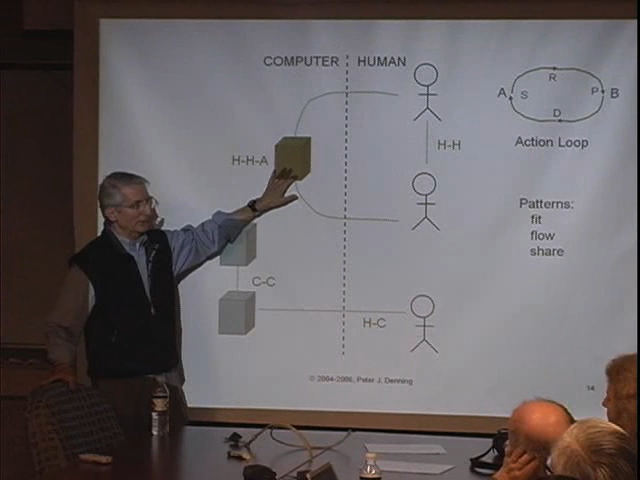 COMPUTER HUMAN
R
A S P B
D
Action Loop
H-H
H-H-A
Patterns:
fit
flow
share
C-C
H-C
© 2004-2006, Peter J. Denning
14